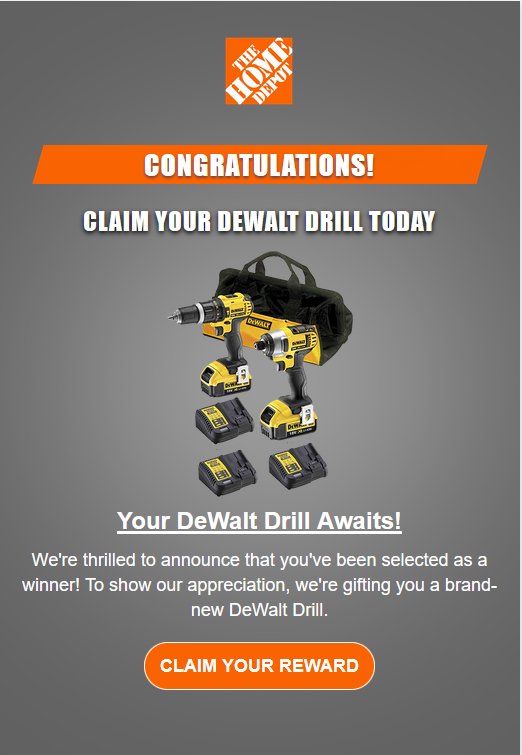 THE
HOME
DEPOT
CONGRATULATIONS!
CLAIM YOUR DEWALT DRILL TODAY
DEWALT
DEWALT
Your DeWalt Drill Awaits!
We're thrilled to announce that you've been selected as a
winner! To show our appreciation, we're gifting you a brand-
new DeWalt Drill.
CLAIM YOUR REWARD